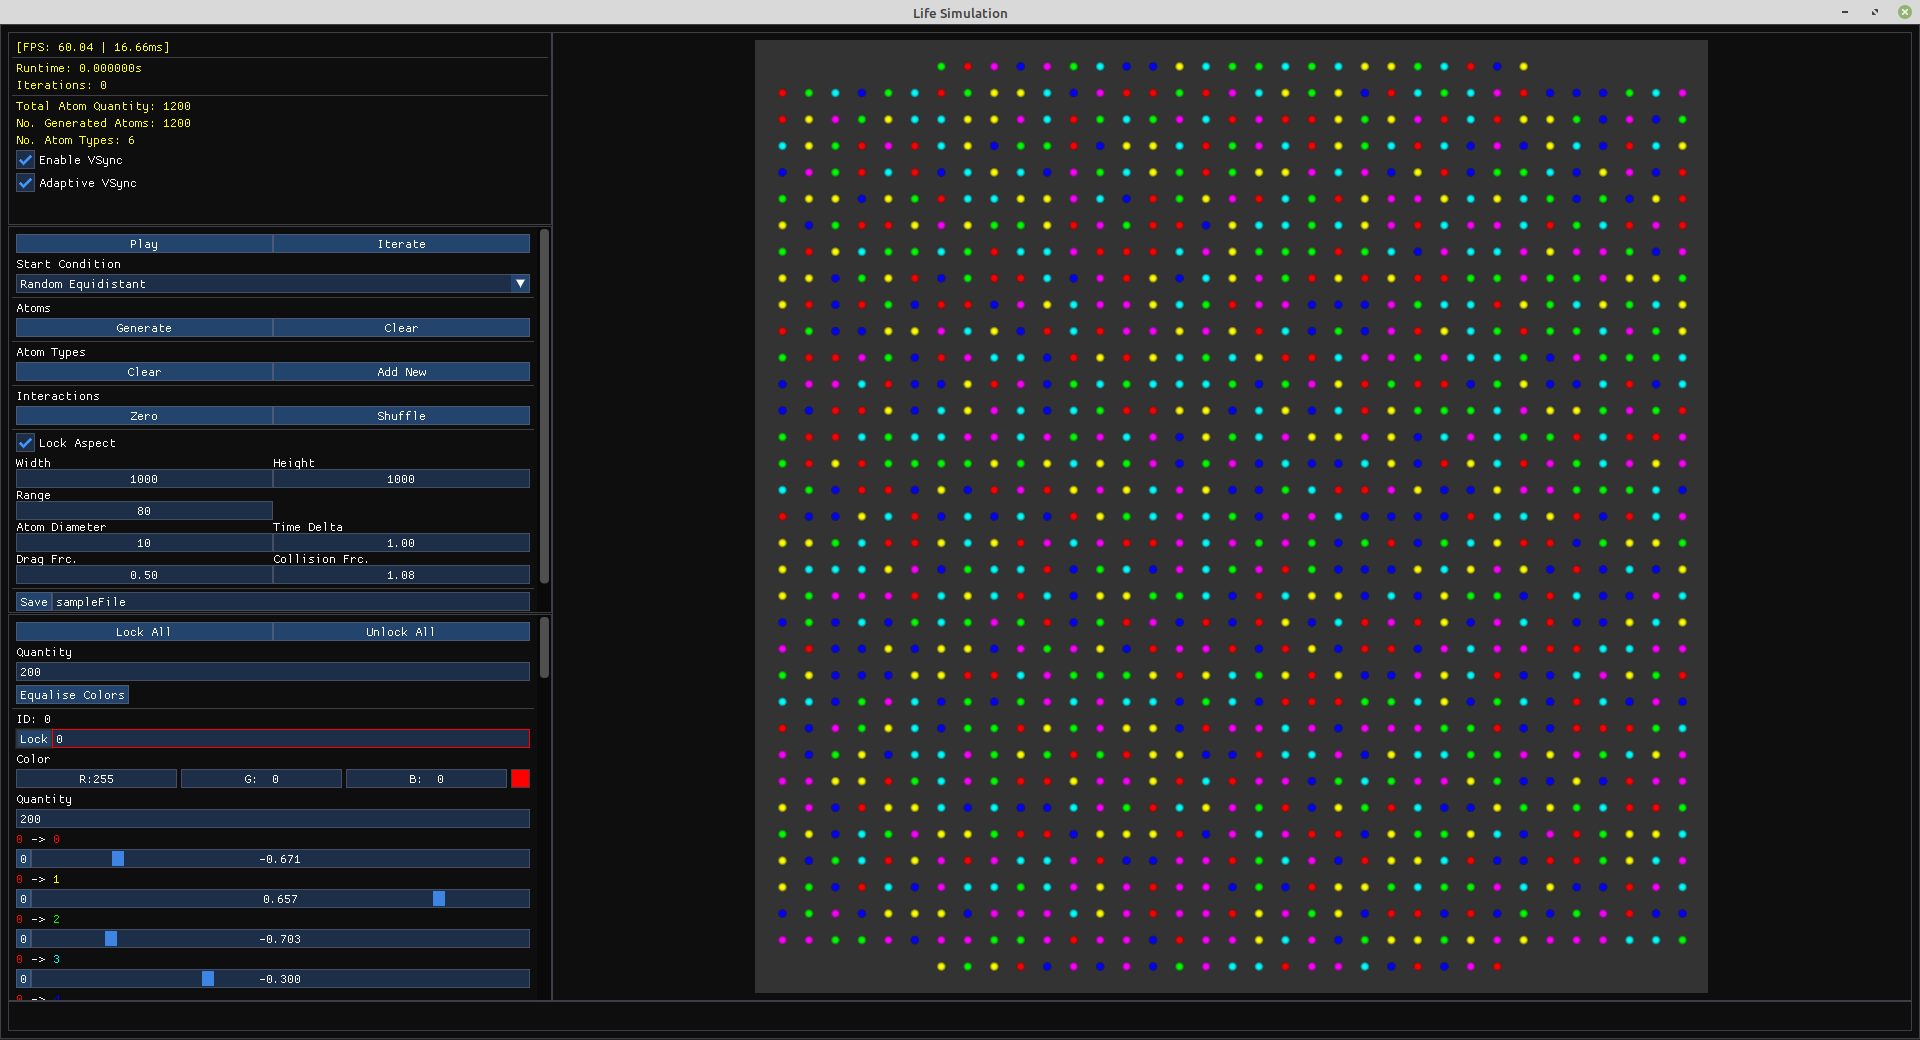 Life Simulation
[FPS: 60.04 | 16.66ms]
Runtime: 0.000000s
Iterations: 0
Total Atom Quantity: 1200
No. Generated Atoms: 1200
No. Atom Types: 6
Enable VSync
Adaptive VSync
Play Iterate
Start Condition
Random Equidistant
Atoms
Generate Clear
Atom Types
Clear Add New
Interactions
Zero Shuffle
Lock Aspect
Width Height
1000 1000
Range
80
Atom Diameter Time Delta
10 1.00
Drag Frc. Collision Frc.
0.50 1.08
Save sampleFile
Lock All Unlock All
Quantity
200
Equalise Colors
ID: 0
Lock 0
Color
R:255 G: 0 B: 0
Quantity
200
0 -> 0
0 -0.671
0 -> 1
0 0.657
0 -> 2
0 -0.703
0 -> 3
0 -0.300